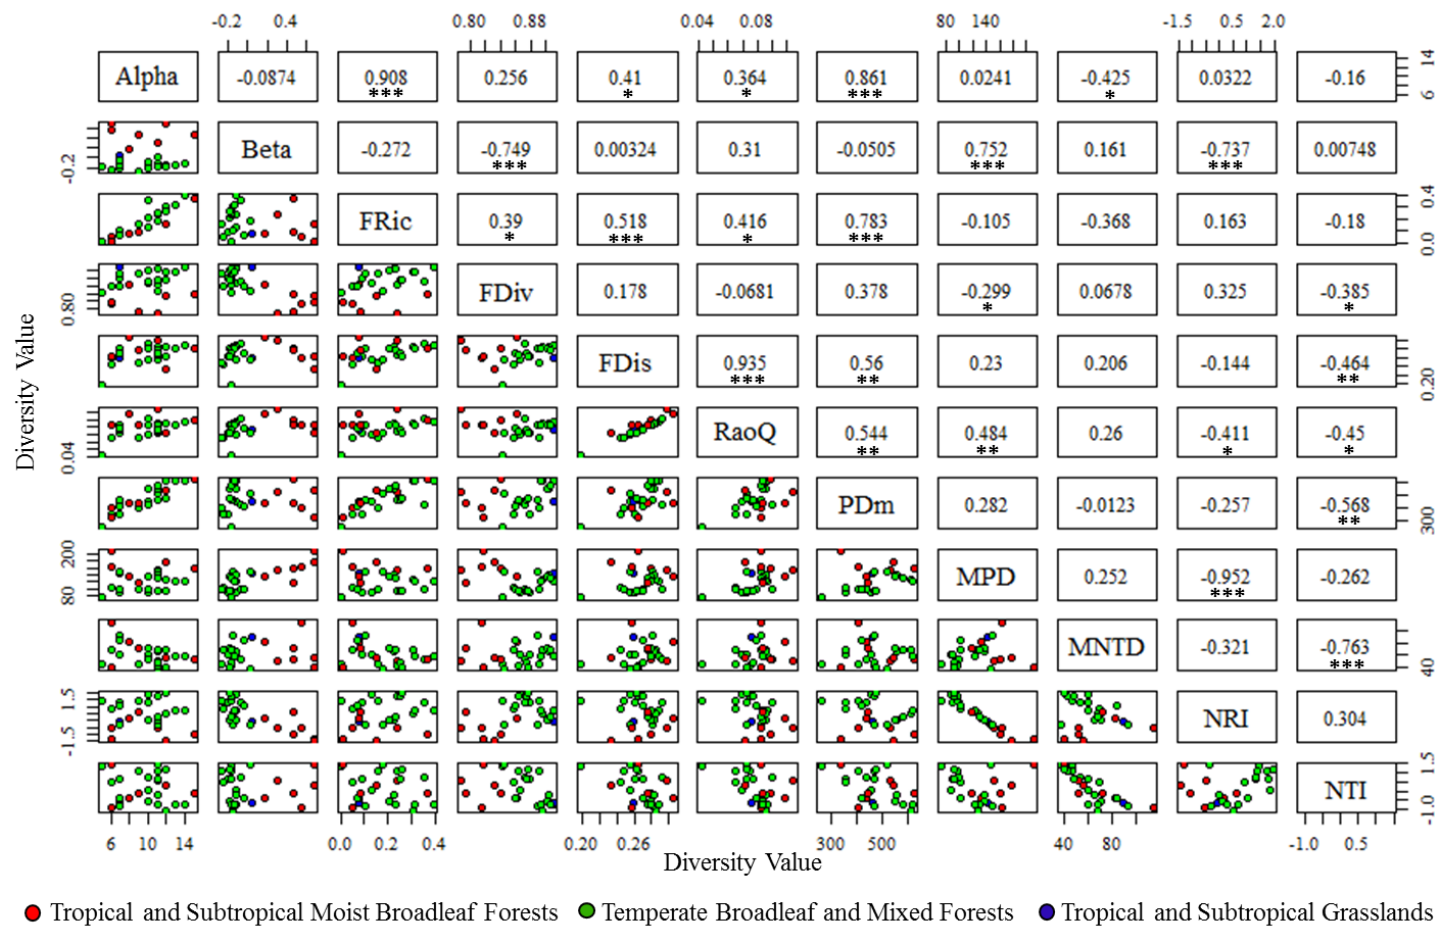 -0.2 0.4 0.80 0.88 0.04 0.08 80 140 -1.5 0.5 2.0
Alpha -0.0874 0.908 0.256 0.41 0.364 0.861 0.0241 -0.425 0.0322 -0.16 6 14
*** * * *** *
-0.2 Beta -0.272 -0.749 0.00324 0.31 -0.0505 0.752 0.161 -0.737 0.00748
*** *** ***
FRic 0.39 0.518 0.416 0.783 -0.105 -0.368 0.163 -0.18 0.0 0.4
* *** * ***
0.80 FDiv 0.178 -0.0681 0.378 -0.299 0.0678 0.325 -0.385
* *
FDis 0.935 0.56 0.23 0.206 -0.144 -0.464 0.20
*** ** **
0.04 RaoQ 0.544 0.484 0.26 -0.411 -0.45
** ** * *
PDm 0.282 -0.0123 -0.257 -0.568 300
**
80 200 MPD 0.252 -0.952 -0.262
***
MNTD -0.321 -0.763 40
***
-1.5 1.5 NRI 0.304
NTI -1.0 1.5
6 10 14 0.0 0.2 0.4 0.20 0.26 300 500 40 80 -1.0 0.5
Diversity Value
Diversity Value
Tropical and Subtropical Moist Broadleaf Forests Temperate Broadleaf and Mixed Forests Tropical and Subtropical Grasslands